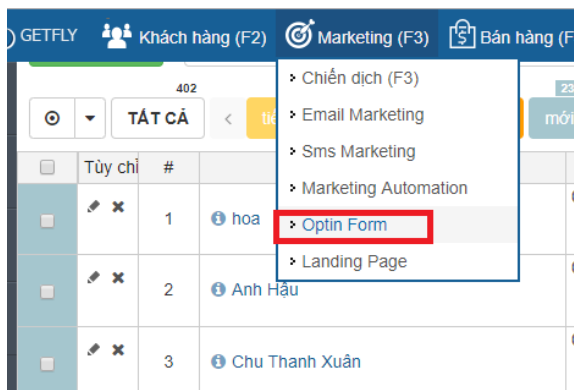 GETFLY Khách hàng (F2) Marketing (F3) Bán hàng (F
Chiến dịch (F3)
Email Marketing
Sms Marketing
Marketing Automation
Optin Form
Landing Page
402
23
TẤT CẢ
mới
Tùy chỉ #
1 hoa
2 Anh Hậu
3 Chu Thanh Xuân